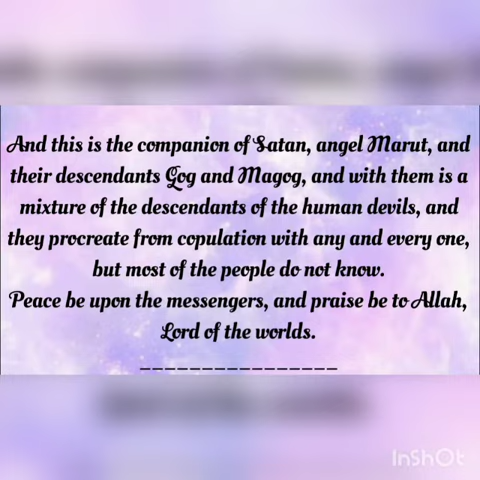 And this is the companion of Satan, angel Marut, and
their descendants Gog and Magog, and with them is a
mixture of the descendants of the human devils, and
they procreate from copulation with any and every one,
but most of the people do not know.
Peace be upon the messengers, and praise be to Allah,
Lord of the worlds.
________________
InShOt